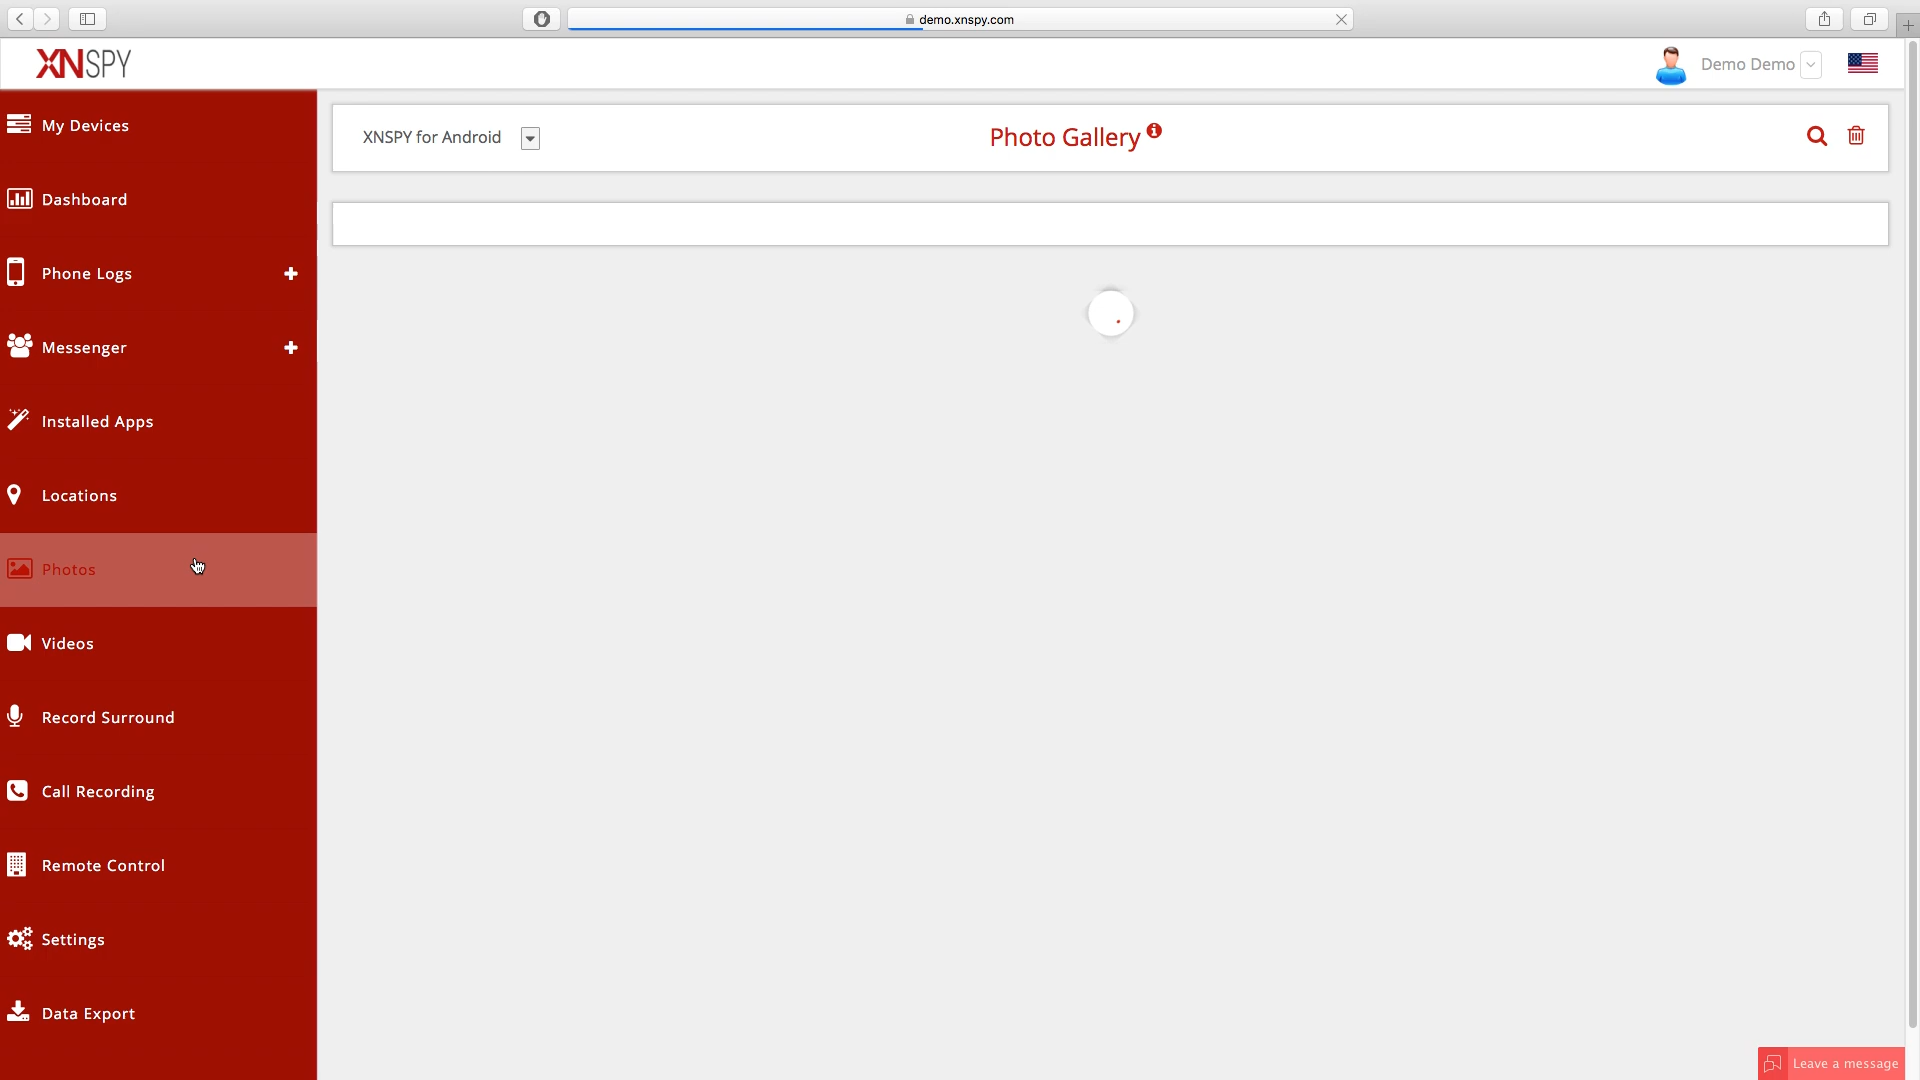 demo.xnspy.com
XNSPY
Demo Demo
My Devices
XNSPY for Android
Photo Gallery
Dashboard
Phone Logs
Messenger
Installed Apps
Locations
Photos
Videos
Record Surround
Call Recording
Remote Control
Settings
Data Export
Leave a message